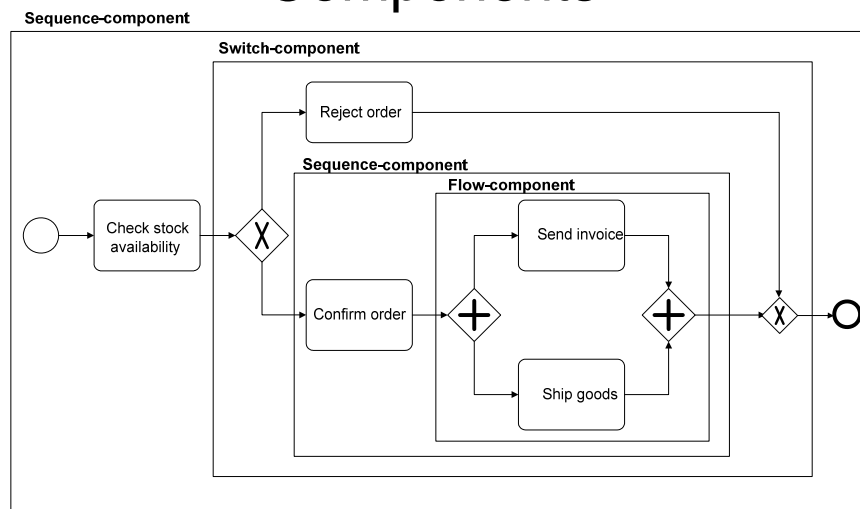 Components
Sequence-component
Switch-component
Reject order
Sequence-component
Flow-component
Check stock
availability
X
Send invoice
Confirm order
X
Ship goods